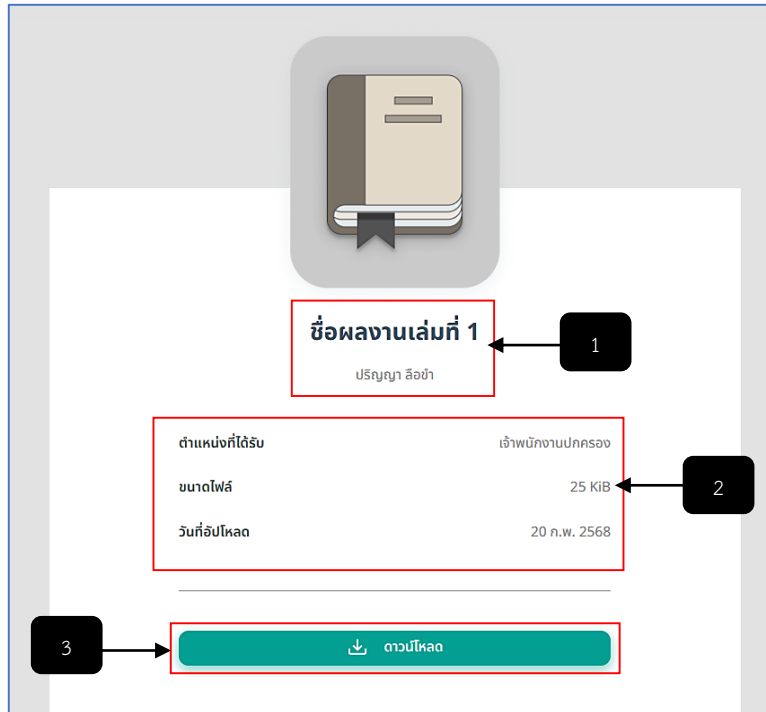 ชื่อผลงานเล่มที่ 1
1
ปริญญา ลือขำ
ตำแหน่งที่ได้รับ เจ้าพนักงานปกครอง
ขนาดไฟล์ 25 KiB
2
วันที่อัปโหลด 20 ก.พ. 2568
3
ดาวน์โหลด